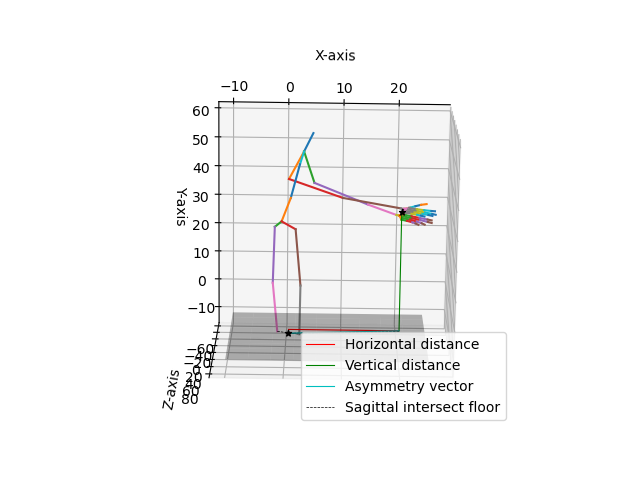 X-axis
−10 0 10 20
60
50
40
30
20
10
0
−10
Y-axis
−60
−40
−20
0
20
40
60
80
Z-axis
Horizontal distance
Vertical distance
Asymmetry vector
Sagittal intersect floor